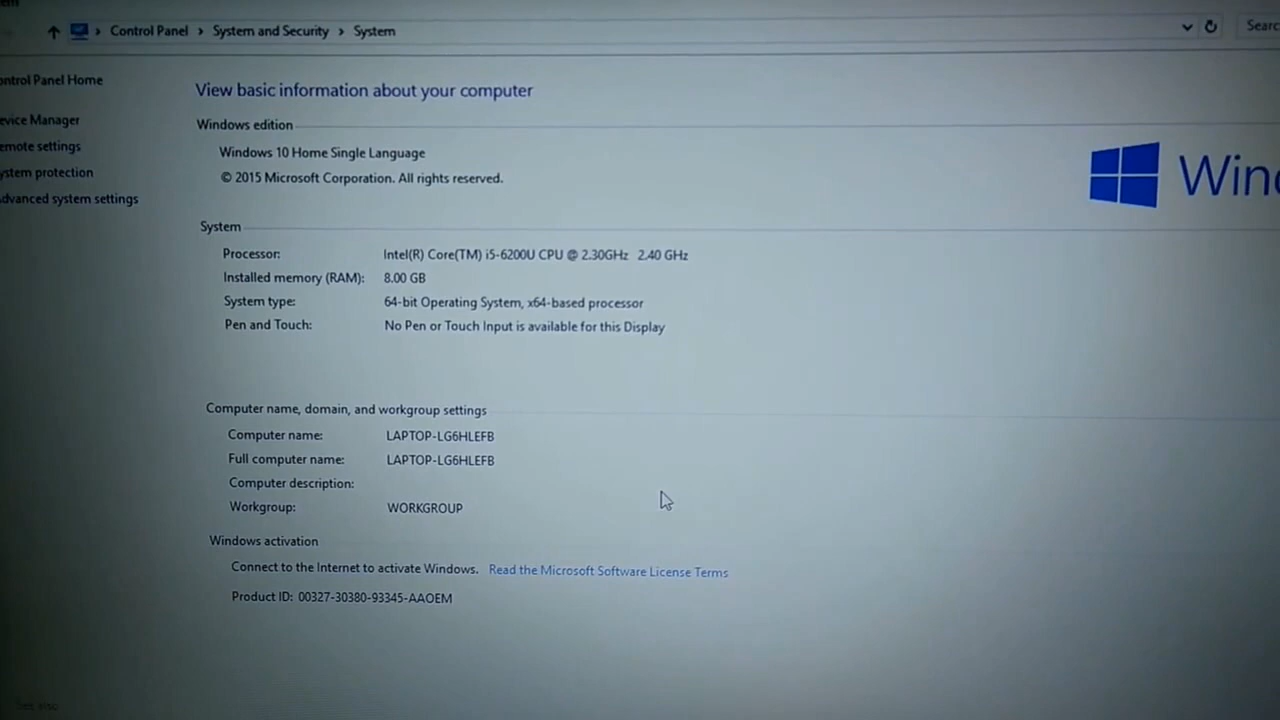 Control Panel > System and Security > System
Searc
ontrol Panel Home
evice Manager
emote settings
ystem protection
dvanced system settings
View basic information about your computer
Windows edition
Windows 10 Home Single Language
© 2015 Microsoft Corporation. All rights reserved.
Wind
System
Processor: Intel(R) Core(TM) i5-6200U CPU @ 2.30GHz 2.40 GHz
Installed memory (RAM): 8.00 GB
System type: 64-bit Operating System, x64-based processor
Pen and Touch: No Pen or Touch Input is available for this Display
Computer name, domain, and workgroup settings
Computer name: LAPTOP-LG6HLEFB
Full computer name: LAPTOP-LG6HLEFB
Computer description:
Workgroup: WORKGROUP
Windows activation
Connect to the Internet to activate Windows. Read the Microsoft Software License Terms
Product ID: 00327-30380-93345-AAOEM
See also